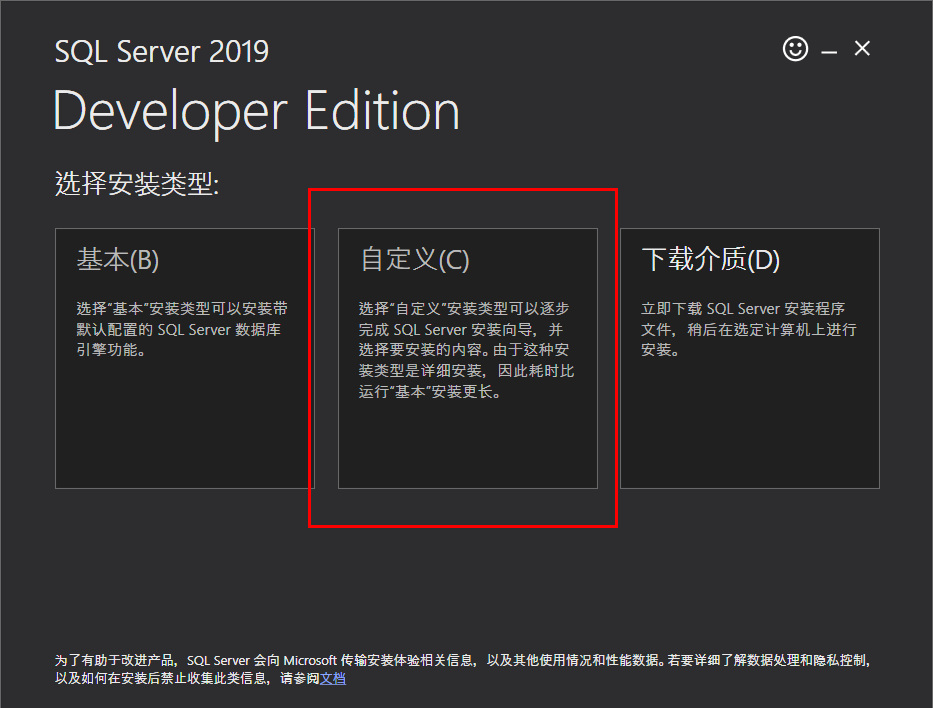 SQL Server 2019
Developer Edition
选择安装类型:
基本(B)
选择“基本”安装类型可以安装带
默认配置的 SQL Server 数据库
引擎功能。
自定义(C)
选择“自定义”安装类型可以逐步
完成 SQL Server 安装向导，并
选择要安装的内容。由于这种安
装类型是详细安装，因此耗时比
运行“基本”安装更长。
下载介质(D)
立即下载 SQL Server 安装程序
文件，稍后在选定计算机上进行
安装。
为了有助于改进产品，SQL Server 会向 Microsoft 传输安装体验相关信息，以及其他使用情况和性能数据。若要详细了解数据处理和隐私控制，
以及如何在安装后禁止收集此类信息，请参阅文档